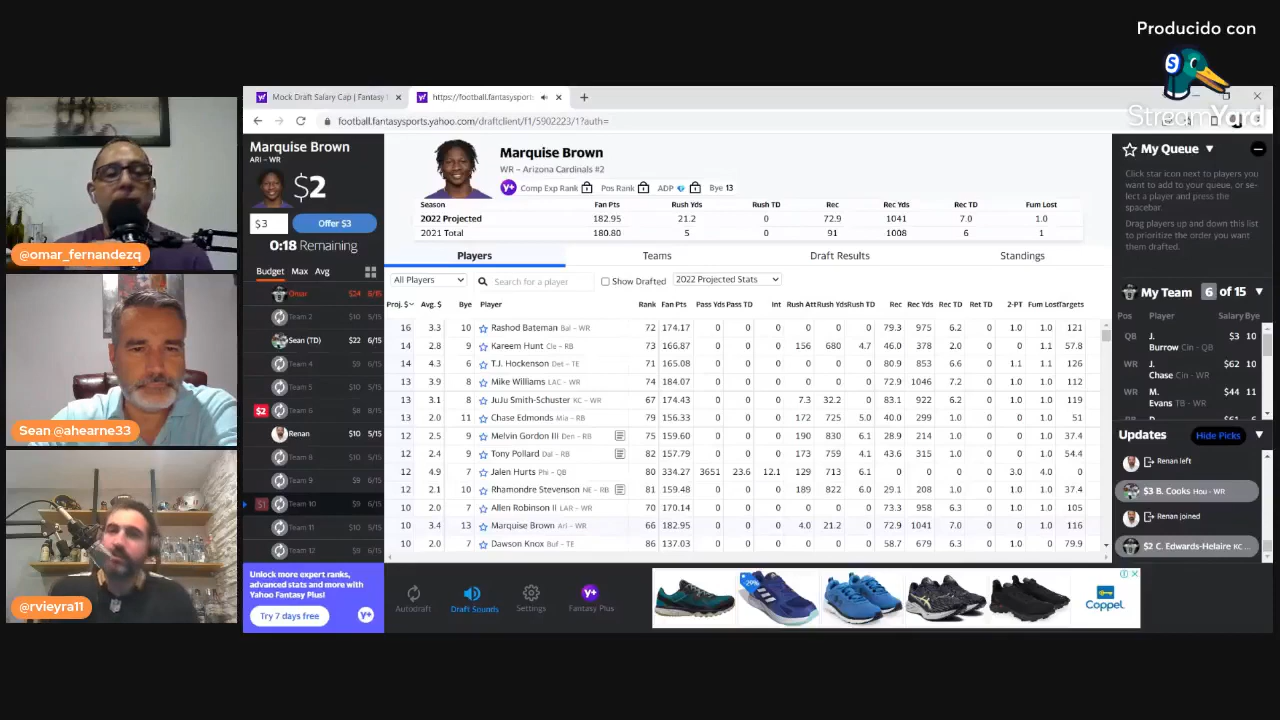 Producido con
StreamYard
Mock Draft Salary Cap | Fantasy
https://football.fantasysports
football.fantasysports.yahoo.com/draftclient/f1/5902223/1?auth=
Marquise Brown
ARI – WR
$2
$3
Offer $3
0:18 Remaining
Budget Max Avg
Omar $24 8/15
Team 2 $10 5/15
Sean (TD) $22 6/15
Team 4 $9 6/15
Team 5 $10 5/15
$2 Team 6 $8 8/15
Renan $10 5/15
Team 8 $10 5/15
Team 9 $9 6/15
$1 Team 10 $9 6/15
Team 11 $10 5/15
Team 12 $9 6/15
Unlock more expert ranks, advanced stats and more with Yahoo Fantasy Plus!
Try 7 days free
y+
Marquise Brown
WR – Arizona Cardinals #2
y+ Comp Exp Rank Pos Rank ADP Bye 13
Season Fan Pts Rush Yds Rush TD Rec Rec Yds Rec TD Fum Lost
2022 Projected 182.95 21.2 0 72.9 1041 7.0 1.0
2021 Total 180.80 5 0 91 1008 6 1
Players Teams Draft Results Standings
All Players
Search for a player
Show Drafted
2022 Projected Stats
Proj. $ Avg. $ Bye Player Rank Fan Pts Pass Yds Pass TD Int Rush Att Rush Yds Rush TD Rec Rec Yds Rec TD Ret TD 2-PT Fum Lost Targets
16 3.3 10 Rashod Bateman Bal – WR 72 174.17 0 0 0 0 0 0 79.3 975 6.2 0 1.0 1.0 121
14 2.8 9 Kareem Hunt Cle – RB 73 166.87 0 0 0 156 680 4.7 46.0 378 2.0 0 0 1.1 57.8
14 4.3 6 T.J. Hockenson Det – TE 71 165.08 0 0 0 0 0 0 80.9 853 6.6 0 1.1 1.1 126
13 3.9 8 Mike Williams LAC – WR 74 184.07 0 0 0 0 0 0 72.9 1046 7.2 0 1.0 1.0 112
13 3.1 8 JuJu Smith-Schuster KC – WR 67 174.43 0 0 0 7.3 32.2 0 83.1 922 6.2 0 1.0 1.0 119
13 2.0 11 Chase Edmonds Mia – RB 79 156.33 0 0 0 172 725 5.0 40.0 299 1.0 0 0 1.0 51
12 2.5 9 Melvin Gordon III Den – RB 75 159.60 0 0 0 190 830 6.1 28.9 214 1.0 0 1.0 1.0 37.4
12 2.4 9 Tony Pollard Dal – RB 82 157.79 0 0 0 173 759 4.1 43.6 315 1.0 0 0 1.0 54.4
12 4.9 7 Jalen Hurts Phi – QB 80 334.27 3651 23.6 12.1 129 713 6.1 0 0 0 0 3.0 4.0 0
12 2.1 10 Rhamondre Stevenson NE – RB 81 159.48 0 0 0 189 822 6.0 29.1 208 1.0 0 1.0 1.0 37.4
10 2.0 7 Allen Robinson II LAR – WR 70 170.14 0 0 0 0 0 0 73.3 958 6.3 0 1.0 1.0 105
10 3.4 13 Marquise Brown Ari – WR 66 182.95 0 0 0 4.0 21.2 0 72.9 1041 7.0 0 1.0 1.0 116
10 2.0 7 Dawson Knox Buf – TE 86 137.03 0 0 0 0 0 0 58.7 679 6.3 0 1.0 1.0 79.9
Autodraft Draft Sounds Settings Fantasy Plus
Coppel
My Queue
Click star icon next to players
you want to add to your queue, or se-
lect a player and press the
spacebar.
Drag players up and down this list
to prioritize the order you want
them drafted.
My Team 6 of 15
Pos Player Salary Bye
QB J. Burrow Cin – QB $3 10
WR J. Chase Cin – WR $62 10
WR M. Evans TB – WR $44 11
Updates Hide Picks
Renan left
$3 B. Cooks Hou – WR
Renan joined
$2 C. Edwards-Helaire KC ...
@omar_fernandezq
Sean @ahearne33
@rvieyra11